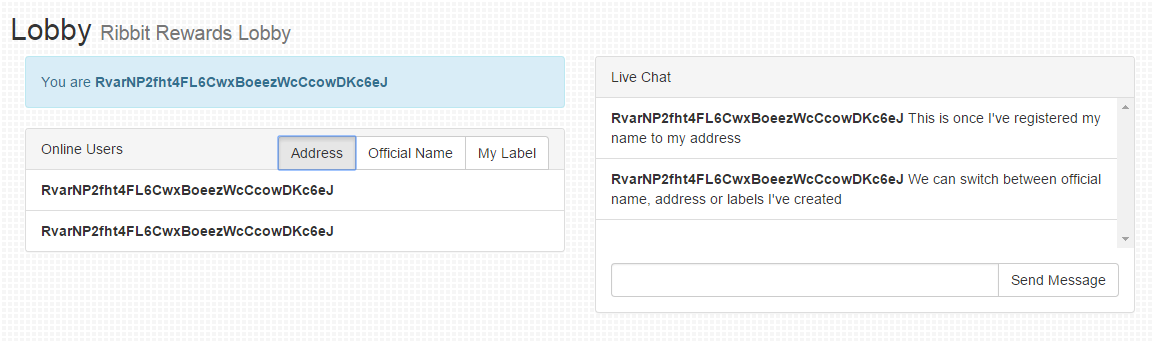 Lobby Ribbit Rewards Lobby
You are RvarNP2fht4FL6CwxBoeezWcCcowDKc6eJ
Online Users
Address
Official Name
My Label
RvarNP2fht4FL6CwxBoeezWcCcowDKc6eJ
RvarNP2fht4FL6CwxBoeezWcCcowDKc6eJ
Live Chat
RvarNP2fht4FL6CwxBoeezWcCcowDKc6eJ This is once I've registered my
name to my address
RvarNP2fht4FL6CwxBoeezWcCcowDKc6eJ We can switch between official
name, address or labels I've created
Send Message